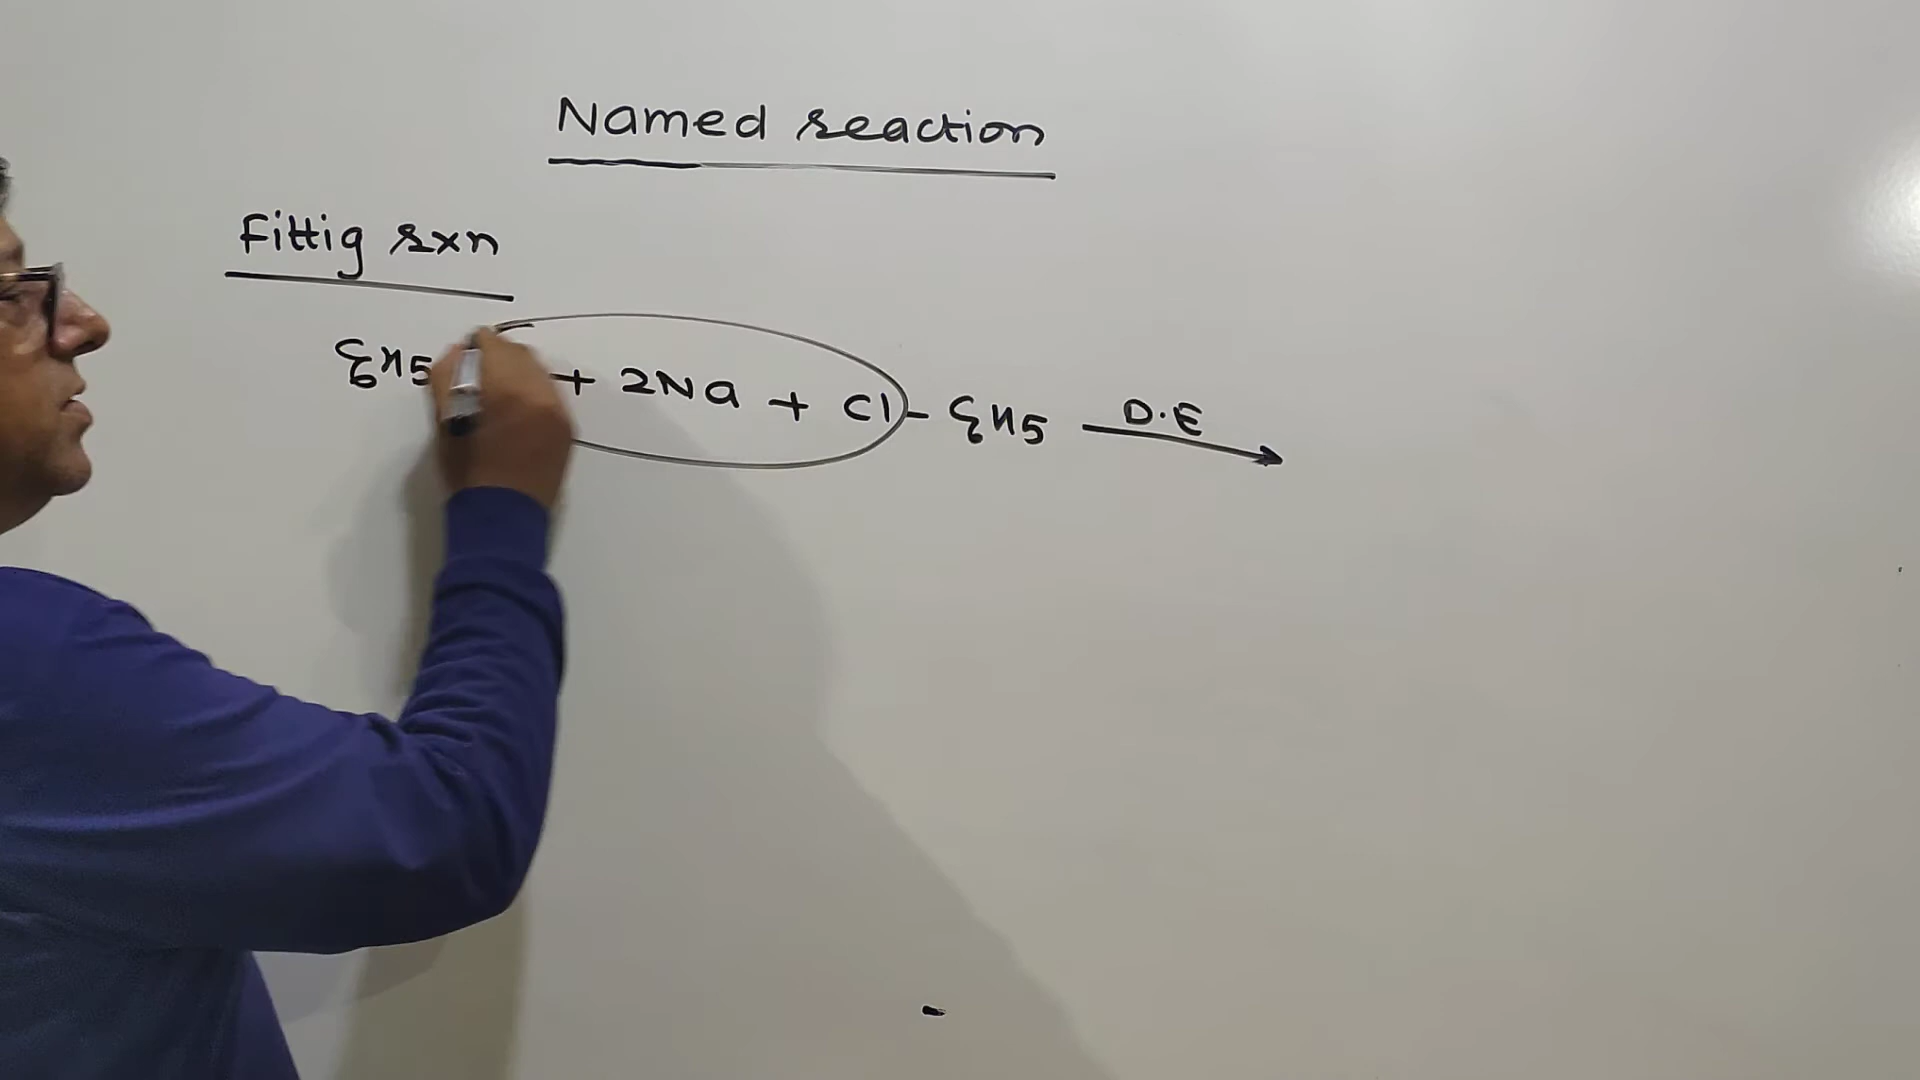 Named reaction
Fittig rxn
C6H5 + 2Na + Cl - C6H5 D.E